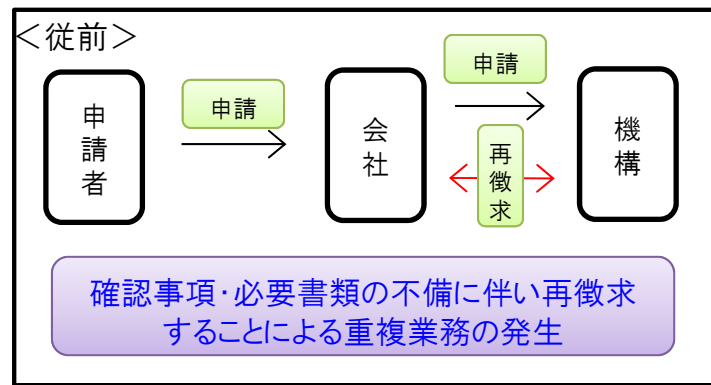 ＜従前＞
申請者
申請
会社
申請
再徴求
機構
確認事項・必要書類の不備に伴い再徴求
することによる重複業務の発生